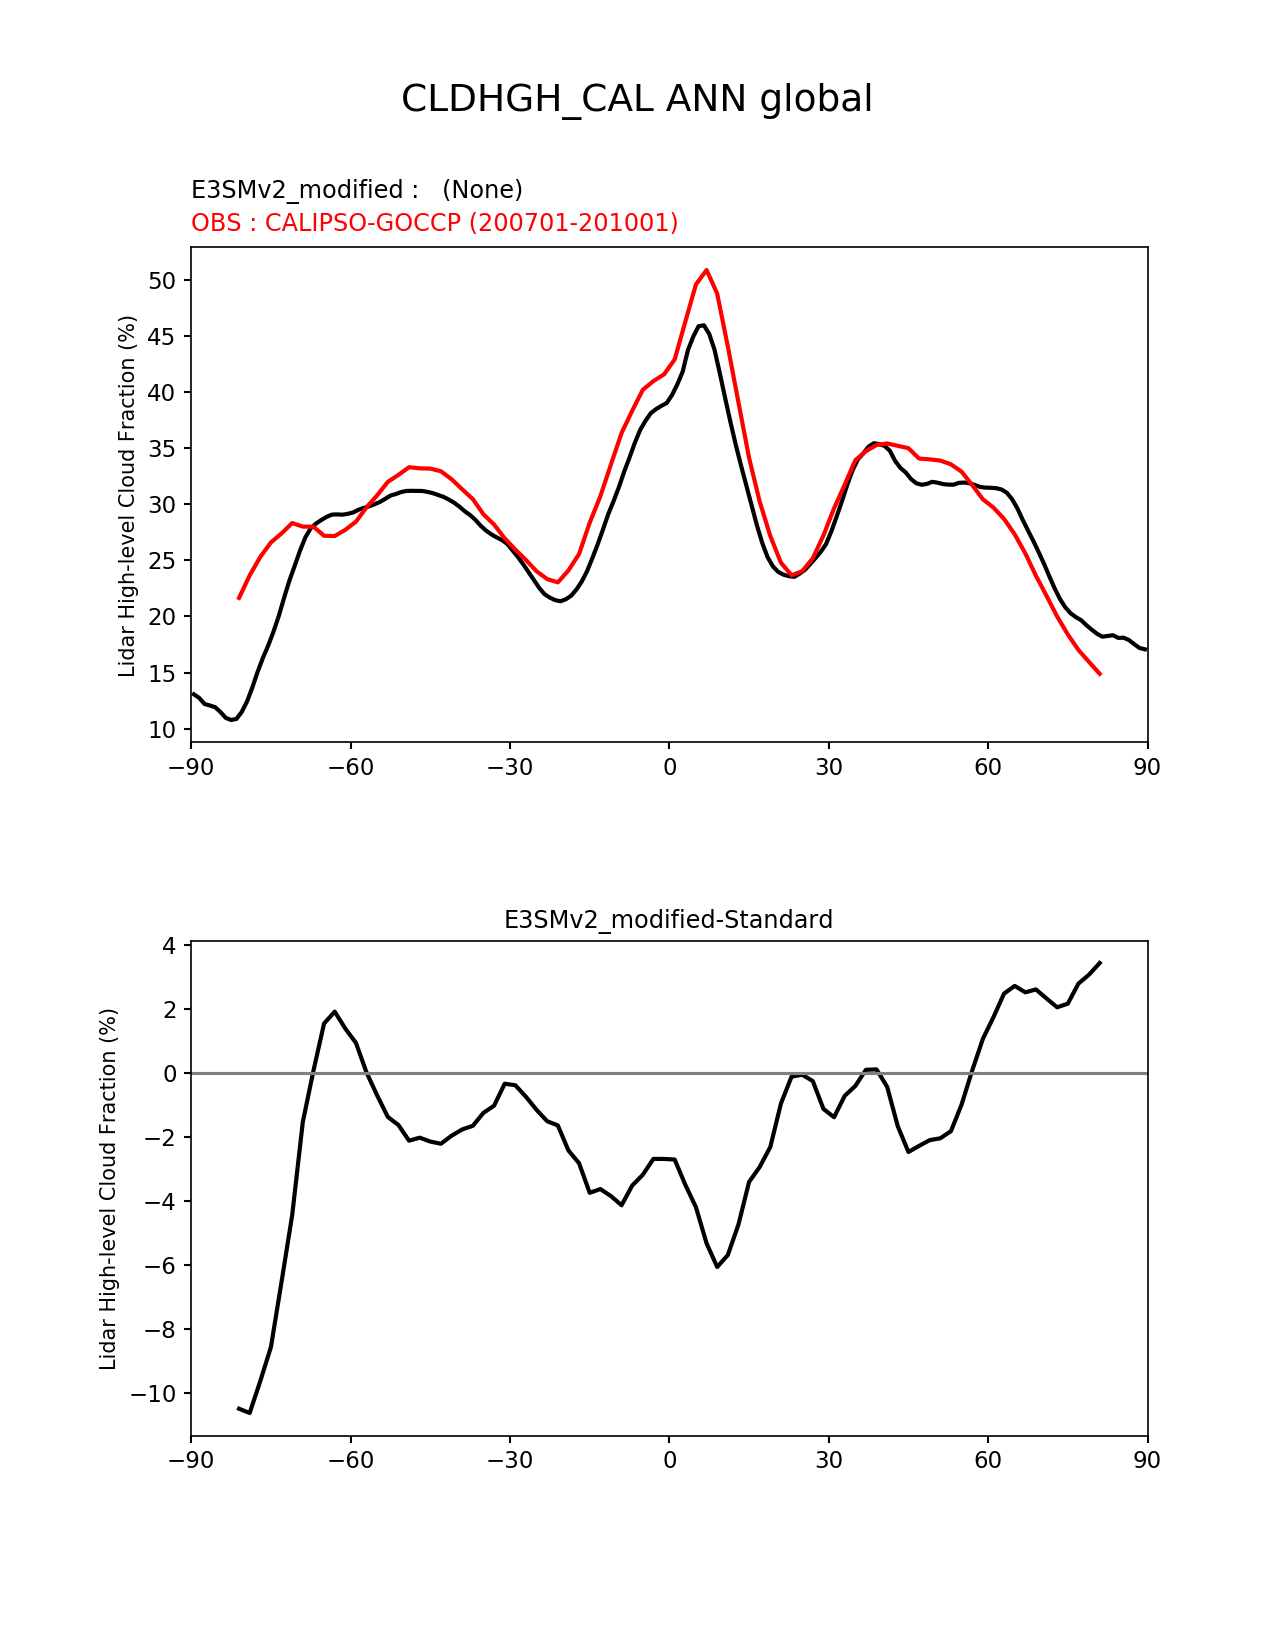 CLDHGH_CAL ANN global
E3SMv2_modified :   (None)
OBS : CALIPSO-GOCCP (200701-201001)
Lidar High-level Cloud Fraction (%)
50
45
40
35
30
25
20
15
10
−90 −60 −30 0 30 60 90
E3SMv2_modified-Standard
Lidar High-level Cloud Fraction (%)
4
2
0
−2
−4
−6
−8
−10
−90 −60 −30 0 30 60 90